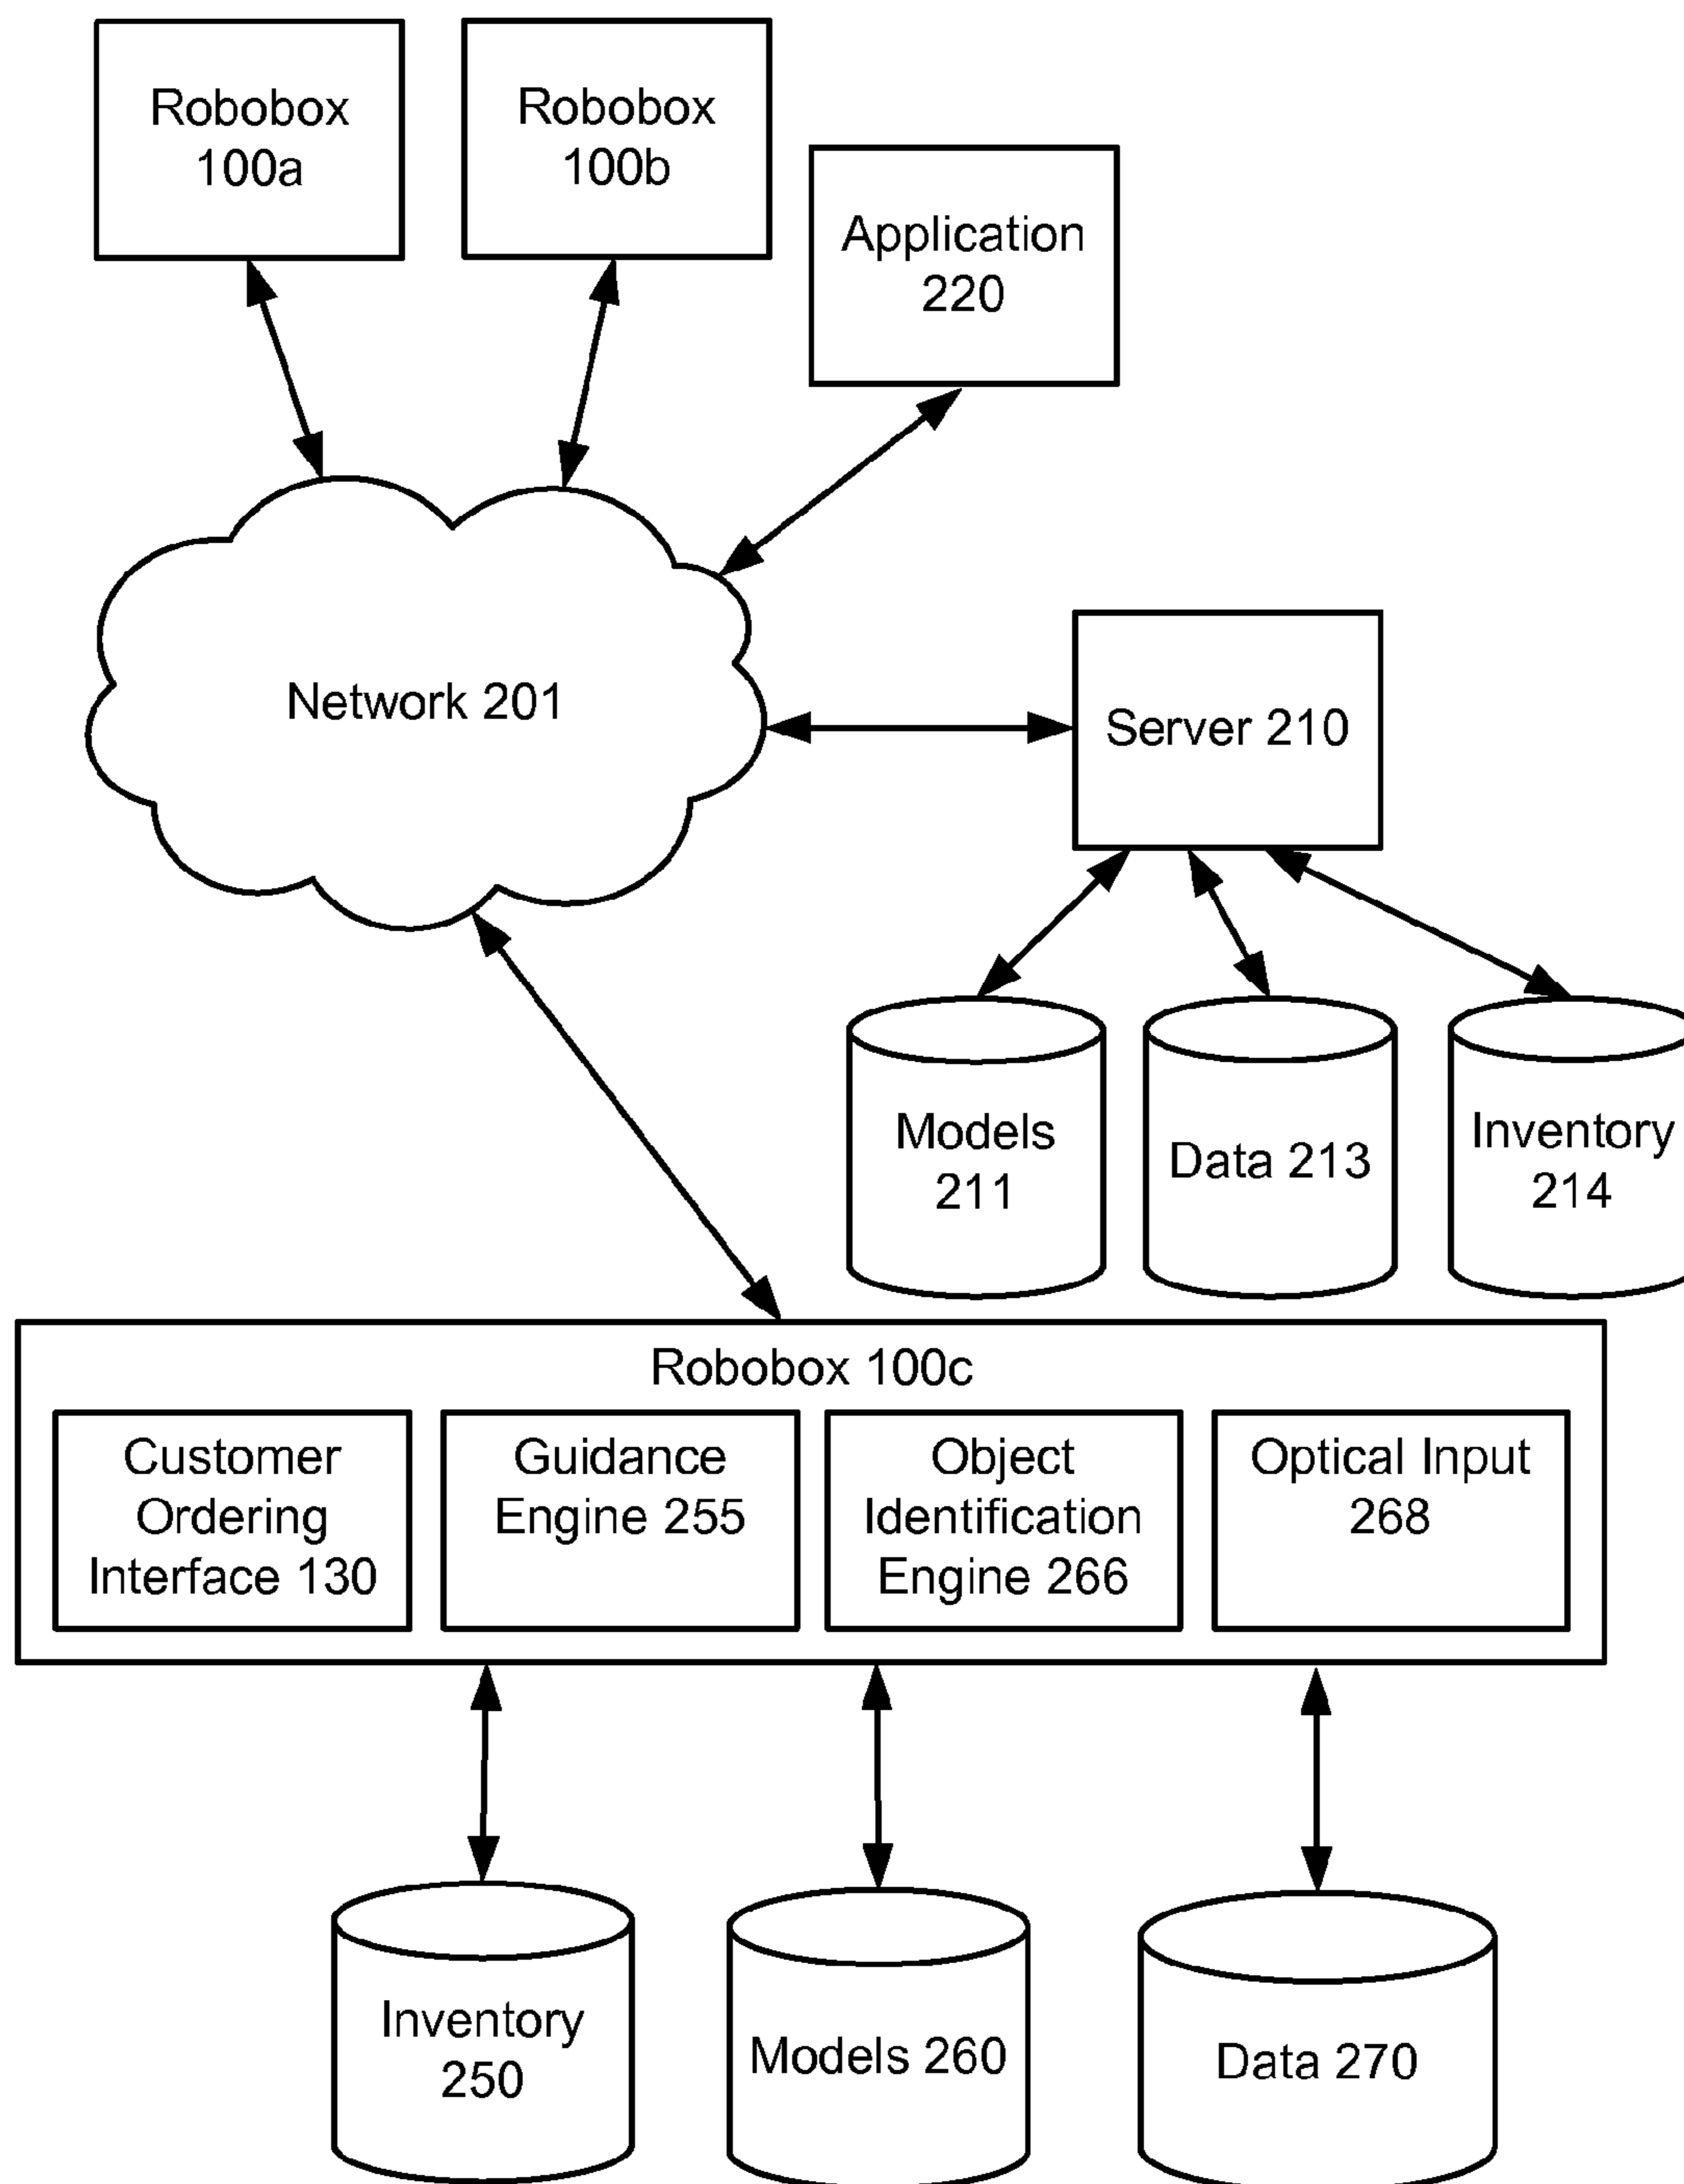 Robobox
100a
Robobox
100b
Application
220
Network 201
Server 210
Models
211
Data 213
Inventory
214
Robobox 100c
Customer
Ordering
Interface 130
Guidance
Engine 255
Object
Identification
Engine 266
Optical Input
268
Inventory
250
Models 260
Data 270